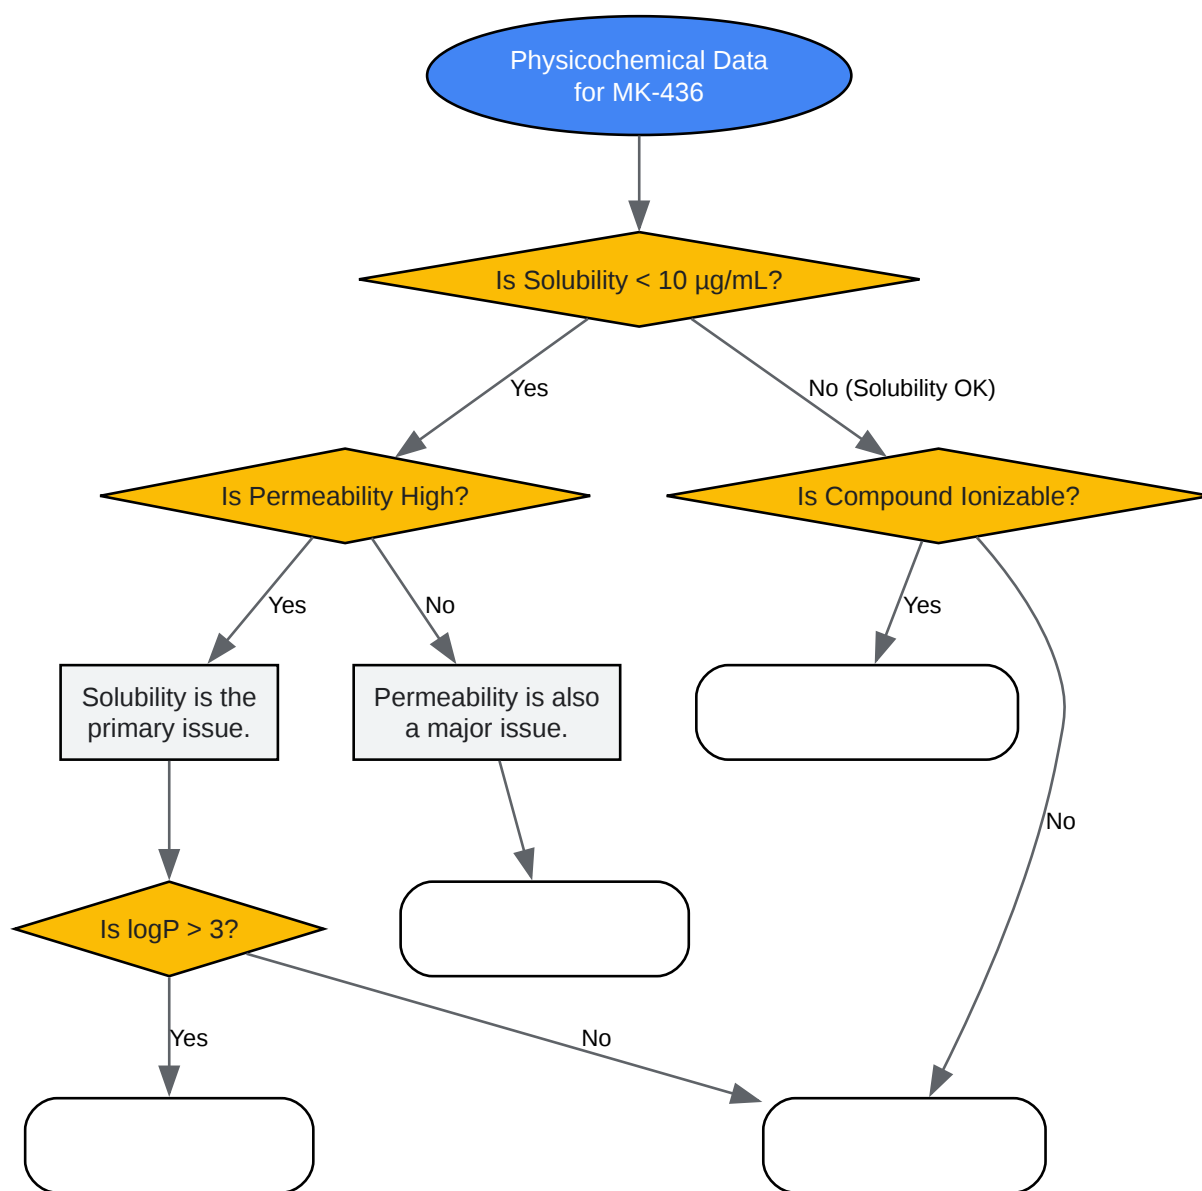 Physicochemical Data
for MK-436
Is Solubility < 10 µg/mL?
Yes
No (Solubility OK)
Is Permeability High?
Is Compound Ionizable?
Yes
No
Yes
Solubility is the
primary issue.
Permeability is also
a major issue.
No
Is logP > 3?
Yes
No